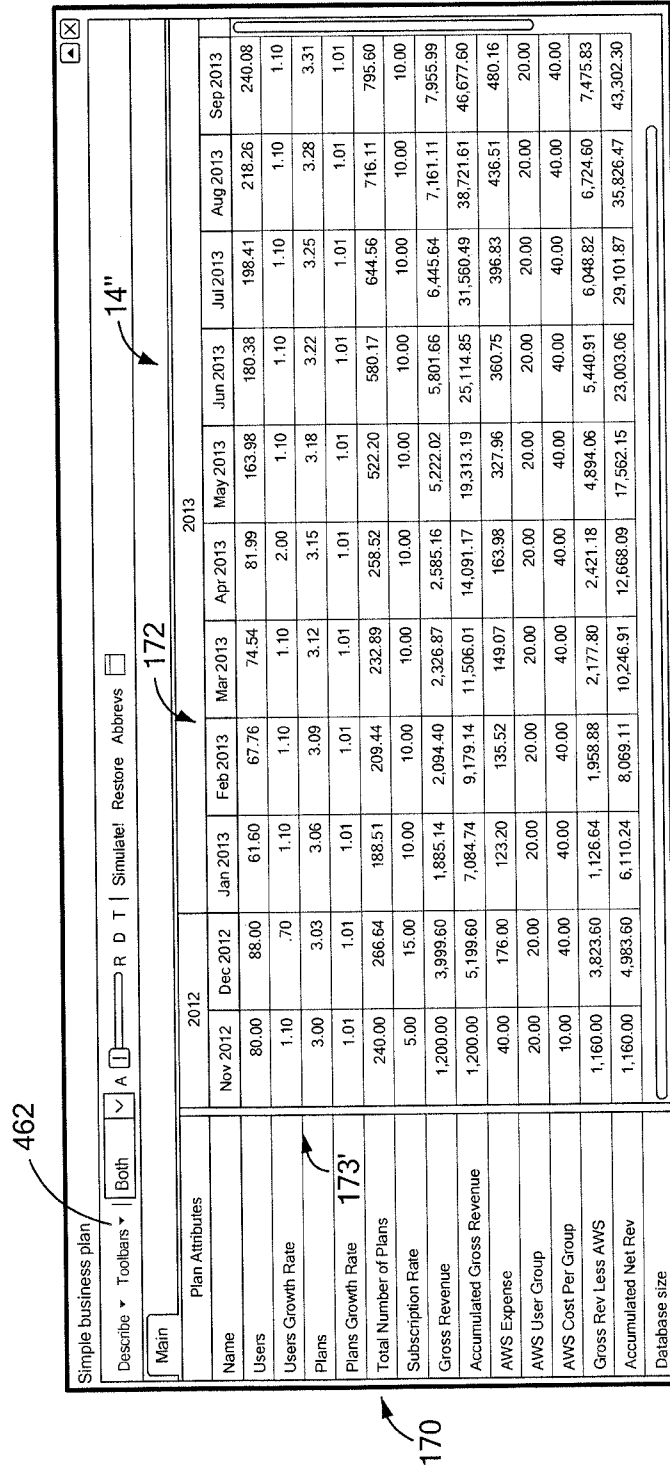 462
14"
172
173'
170
Simple business plan
Describe ▾ Toolbars ▾ | Both A R D T | Simulate! Restore Abbrevs
Main
Plan Attributes 2012 2013
Name Nov 2012 Dec 2012 Jan 2013 Feb 2013 Mar 2013 Apr 2013 May 2013 Jun 2013 Jul 2013 Aug 2013 Sep 2013
Users 80.00 88.00 61.60 67.76 74.54 81.99 163.98 180.38 198.41 218.26 240.08
Users Growth Rate 1.10 .70 1.10 1.10 1.10 2.00 1.10 1.10 1.10 1.10 1.10
Plans 3.00 3.03 3.06 3.09 3.12 3.15 3.18 3.22 3.25 3.28 3.31
Plans Growth Rate 1.01 1.01 1.01 1.01 1.01 1.01 1.01 1.01 1.01 1.01 1.01
Total Number of Plans 240.00 266.64 188.51 209.44 232.89 258.52 522.20 580.17 644.56 716.11 795.60
Subscription Rate 5.00 15.00 10.00 10.00 10.00 10.00 10.00 10.00 10.00 10.00 10.00
Gross Revenue 1,200.00 3,999.60 1,885.14 2,094.40 2,326.87 2,585.16 5,222.02 5,801.66 6,445.64 7,161.11 7,955.99
Accumulated Gross Revenue 1,200.00 5,199.60 7,084.74 9,179.14 11,506.01 14,091.17 19,313.19 25,114.85 31,560.49 38,721.61 46,677.60
AWS Expense 40.00 176.00 123.20 135.52 149.07 163.98 327.96 360.75 396.83 436.51 480.16
AWS User Group 20.00 20.00 20.00 20.00 20.00 20.00 20.00 20.00 20.00 20.00 20.00
AWS Cost Per Group 10.00 40.00 40.00 40.00 40.00 40.00 40.00 40.00 40.00 40.00 40.00
Gross Rev Less AWS 1,160.00 3,823.60 1,126.64 1,958.88 2,177.80 2,421.18 4,894.06 5,440.91 6,048.82 6,724.60 7,475.83
Accumulated Net Rev 1,160.00 4,983.60 6,110.24 8,069.11 10,246.91 12,668.09 17,562.15 23,003.06 29,101.87 35,826.47 43,302.30
Database size